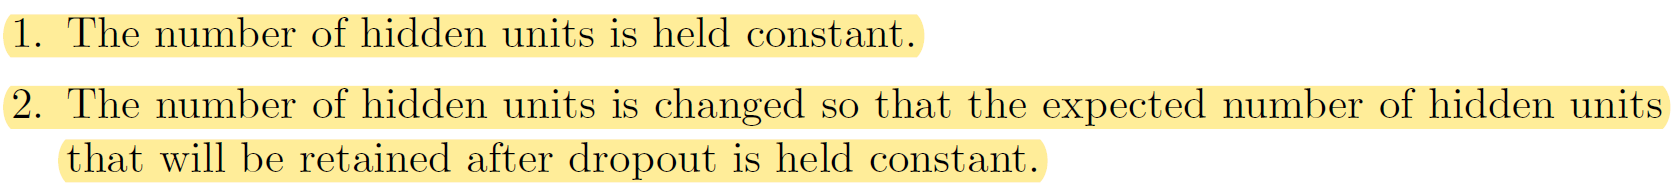 1. The number of hidden units is held constant.
2. The number of hidden units is changed so that the expected number of hidden units
that will be retained after dropout is held constant.